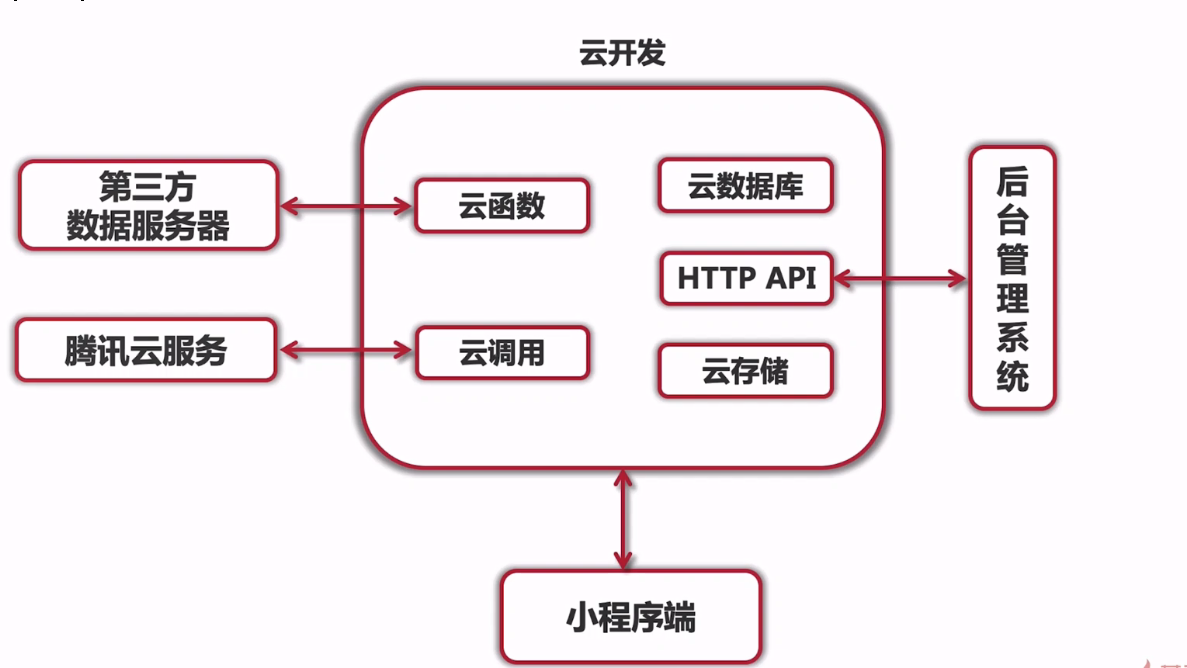 云开发
第三方
数据服务器
云函数
云数据库
HTTP API
腾讯云服务
云调用
云存储
后台管理系统
小程序端